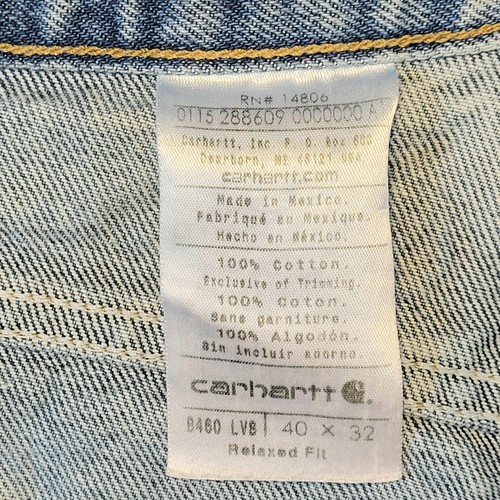 RN# 14806
0115 288609 0000000 A
Carhartt, Inc. P. O. Box 600
Dearborn, MI 48121 USA
carhartt.com
Made in Mexico.
Fabriqué au Mexique.
Hecho en México.
100% Cotton.
Exclusive of Trimming.
100% Coton.
Sans garniture.
100% Algodón.
Sin incluir adorno.
carhartt
B460 LVB 40 X 32
Relaxed Fit